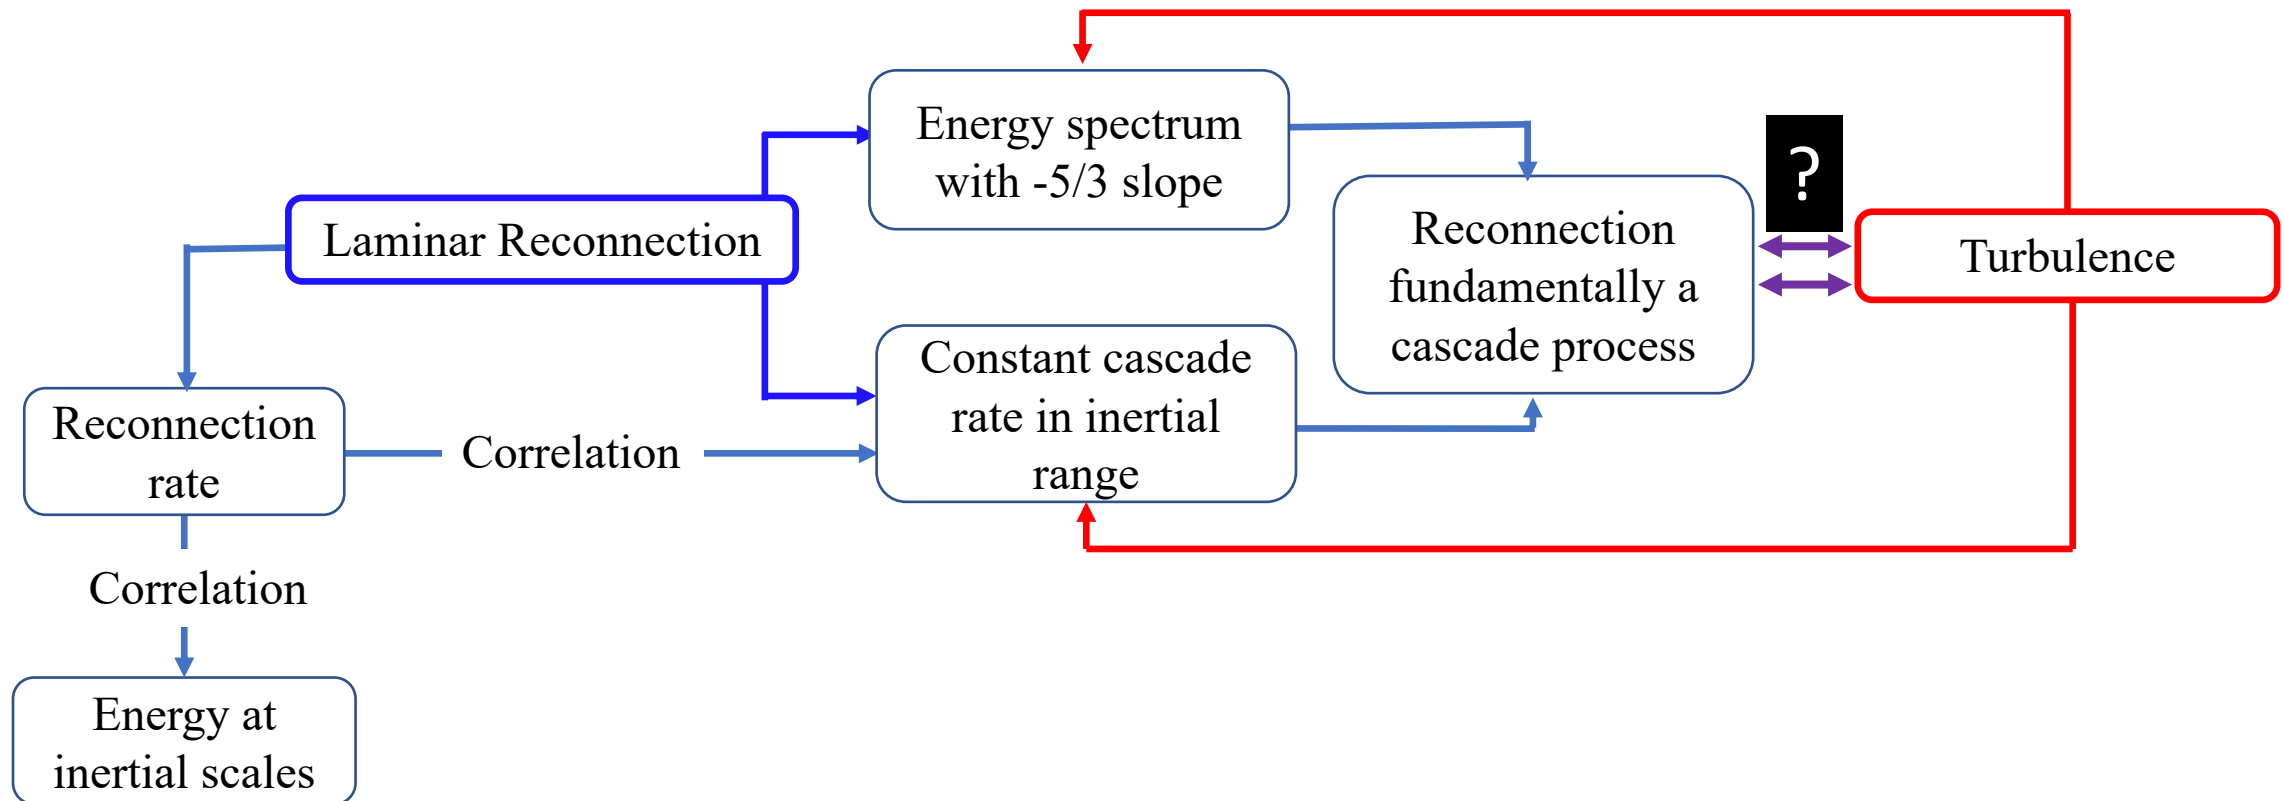 Energy spectrum
with -5/3 slope
?
Laminar Reconnection
Reconnection
fundamentally a
cascade process
Turbulence
Constant cascade
rate in inertial
range
Reconnection
rate
Correlation
Correlation
Energy at
inertial scales